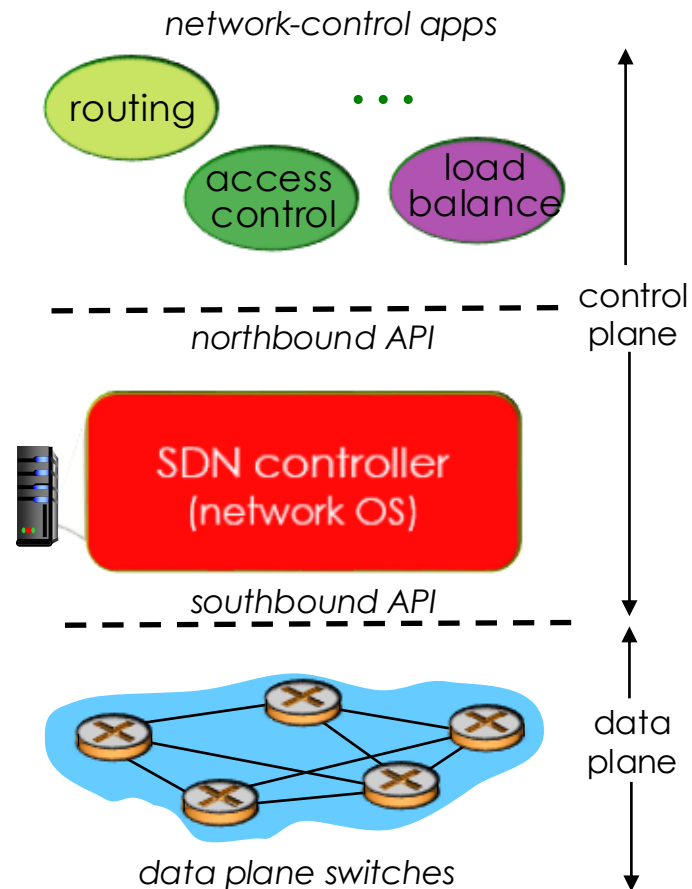 network-control apps
routing
...
access
control
load
balance
control
plane
northbound API
SDN controller
(network OS)
southbound API
data
plane
data plane switches